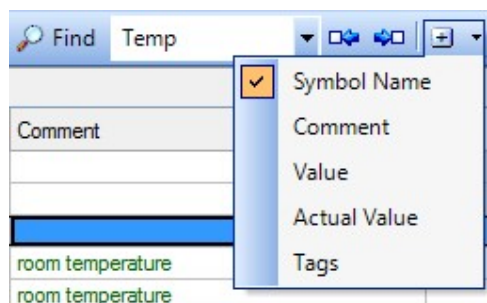 Find Temp
Symbol Name
Comment
Comment
Value
Actual Value
room temperature
Tags
room temperature